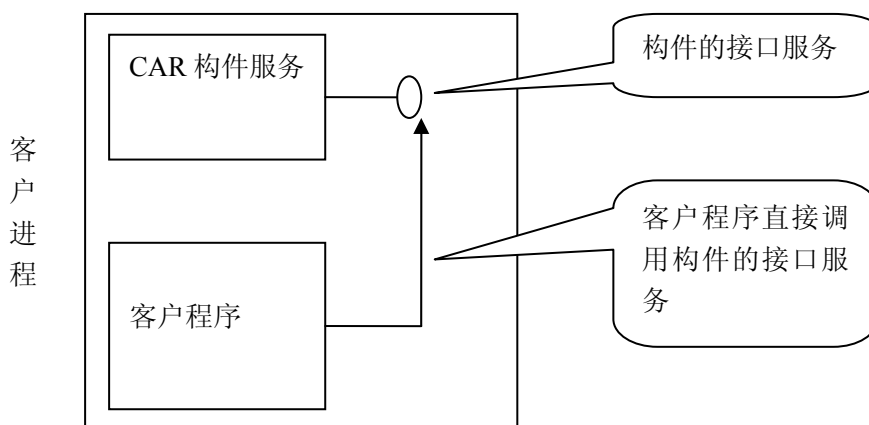 CAR 构件服务
构件的接口服务
客
户
进
程
客户程序直接调
用构件的接口服
务
客户程序